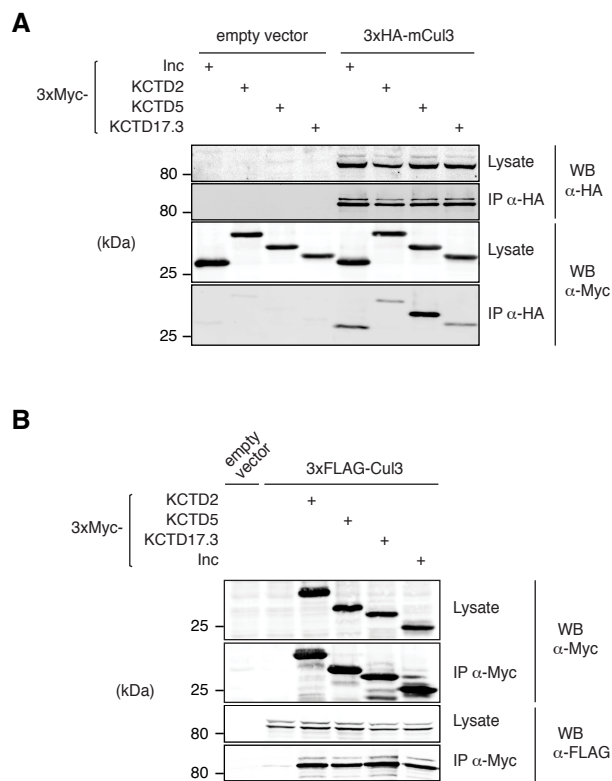 A
empty vector 3xHA-mCul3
Inc + +
3xMyc- KCTD2 + +
KCTD5 + +
KCTD17.3 + +
80 Lysate WB
80 IP α-HA α-HA
(kDa) Lysate
25 WB
α-Myc
25 IP α-HA
B
empty vector
3xFLAG-Cul3
KCTD2 +
3xMyc- KCTD5 +
KCTD17.3 +
Inc +
25 Lysate WB
α-Myc
25 IP α-Myc
(kDa)
80 Lysate WB
α-FLAG
80 IP α-Myc